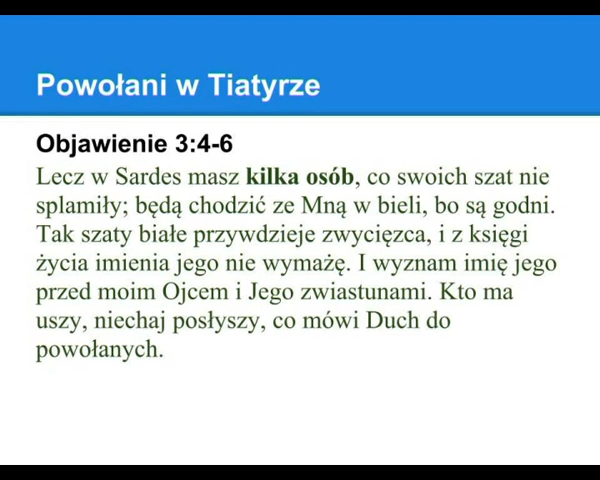 Powołani w Tiatyrze
Objawienie 3:4-6
Lecz w Sardes masz kilka osób, co swoich szat nie
splamiły; będą chodzić ze Mną w bieli, bo są godni.
Tak szaty białe przywdzieje zwycięzca, i z księgi
życia imienia jego nie wymażę. I wyznam imię jego
przed moim Ojcem i Jego zwiastunami. Kto ma
uszy, niechaj posłyszy, co mówi Duch do
powołanych.